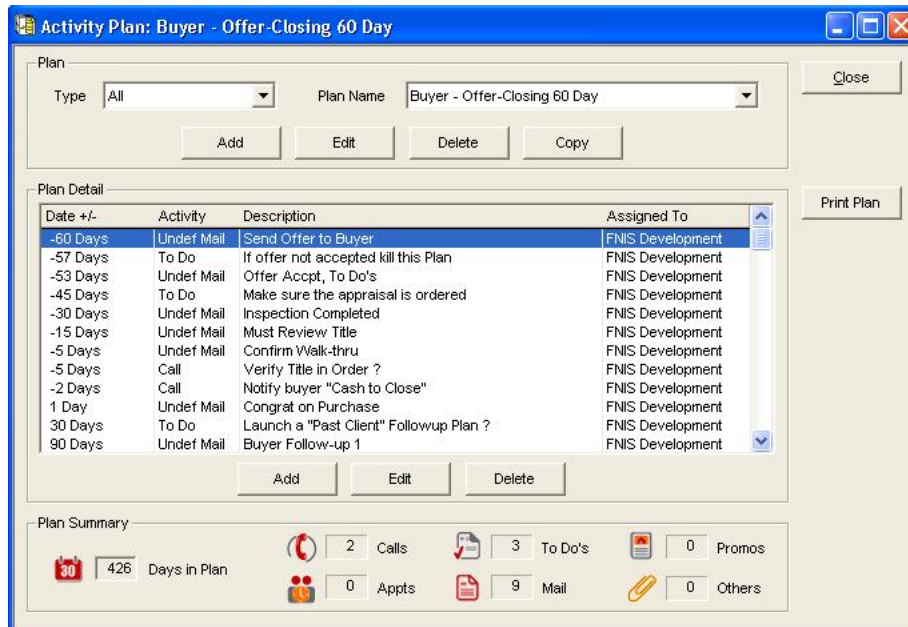 Activity Plan: Buyer - Offer-Closing 60 Day
Plan
Type All Plan Name Buyer - Offer-Closing 60 Day
Close
Add Edit Delete Copy
Plan Detail
Print Plan
Date +/- Activity Description Assigned To
-60 Days Undef Mail Send Offer to Buyer FNIS Development
-57 Days To Do If offer not accepted kill this Plan FNIS Development
-53 Days Undef Mail Offer Accpt, To Do's FNIS Development
-45 Days To Do Make sure the appraisal is ordered FNIS Development
-30 Days Undef Mail Inspection Completed FNIS Development
-15 Days Undef Mail Must Review Title FNIS Development
-5 Days Undef Mail Confirm Walk-thru FNIS Development
-5 Days Call Verify Title in Order ? FNIS Development
-2 Days Call Notify buyer "Cash to Close" FNIS Development
1 Day Undef Mail Congrat on Purchase FNIS Development
30 Days To Do Launch a "Past Client" Followup Plan ? FNIS Development
90 Days Undef Mail Buyer Follow-up 1 FNIS Development
Add Edit Delete
Plan Summary
30 426 Days in Plan
2 Calls 3 To Do's 0 Promos
0 Appts 9 Mail 0 Others